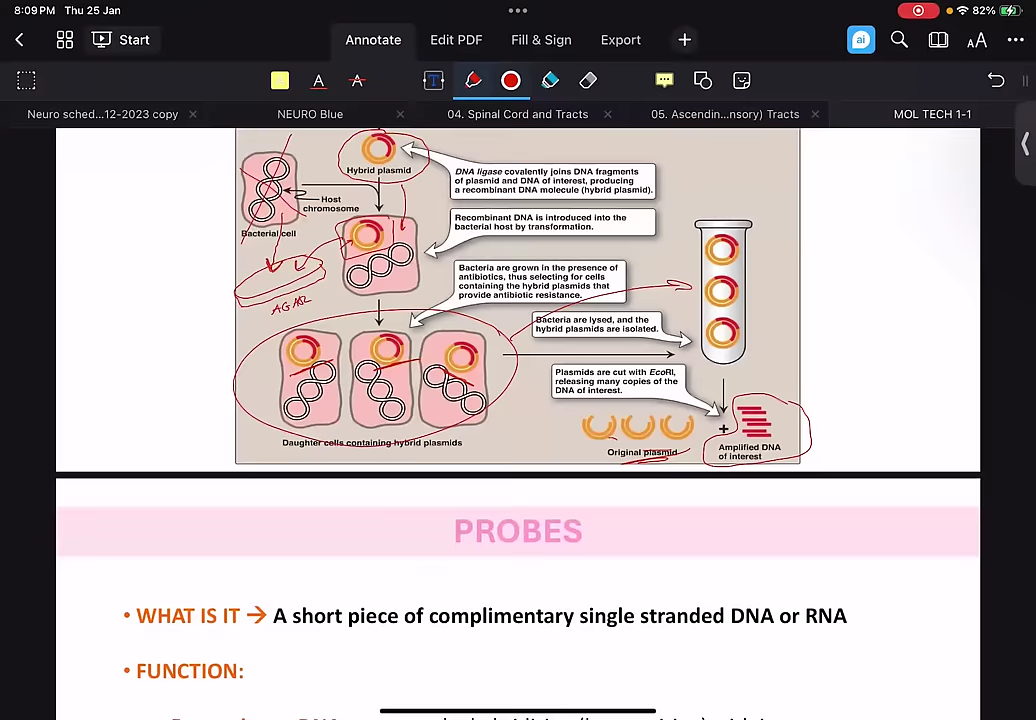 8:09 PM Thu 25 Jan
82%
Start
Annotate
Edit PDF
Fill & Sign
Export
ai
AA
Neuro sched...12-2023 copy
NEURO Blue
04. Spinal Cord and Tracts
05. Ascendin...nsory) Tracts
MOL TECH 1-1
Hybrid plasmid
DNA ligase covalently joins DNA fragments
of plasmid and DNA of interest, producing
a recombinant DNA molecule (hybrid plasmid).
Host
chromosome
Bacterial cell
Recombinant DNA is introduced into the
bacterial host by transformation.
AGAR
Bacteria are grown in the presence of
antibiotics, thus selecting for cells
containing the hybrid plasmids that
provide antibiotic resistance.
Bacteria are lysed, and the
hybrid plasmids are isolated.
Plasmids are cut with EcoRI,
releasing many copies of the
DNA of interest.
Daughter cells containing hybrid plasmids
Original plasmid
+
Amplified DNA
of interest
PROBES
• WHAT IS IT → A short piece of complimentary single stranded DNA or RNA
• FUNCTION: